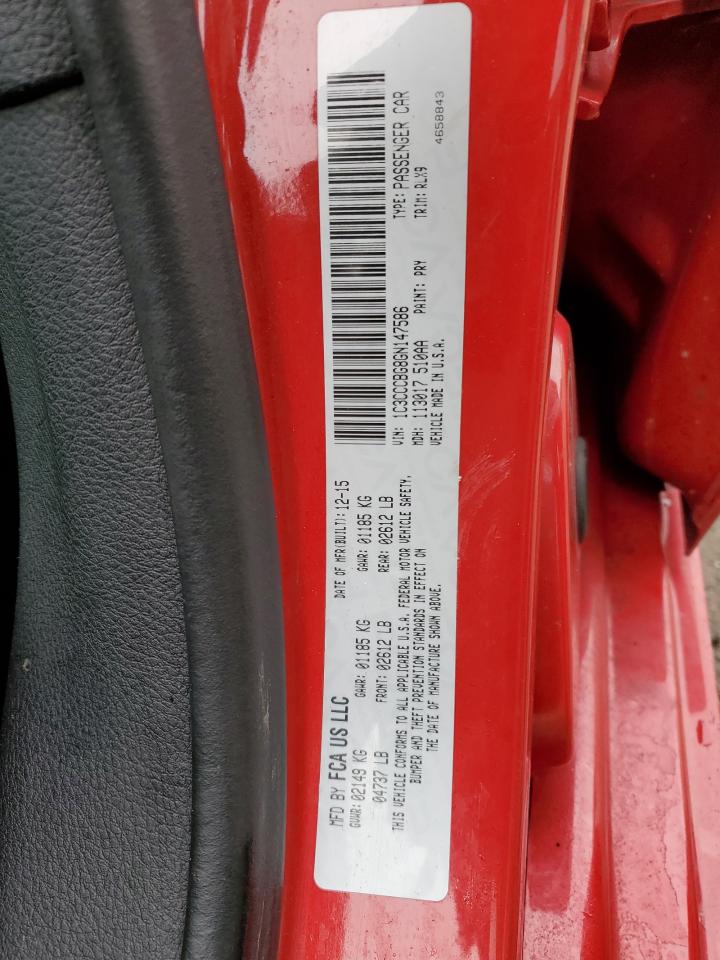 MFD BY FCA US LLC
DATE OF MFR(BUILT): 12-15
GVWR: 02149 KG GAWR: 01185 KG GAWR: 01185 KG
04737 LB FRONT: 02612 LB REAR: 02612 LB
THIS VEHICLE CONFORMS TO ALL APPLICABLE U.S.A. FEDERAL MOTOR VEHICLE SAFETY,
BUMPER AND THEFT PREVENTION STANDARDS IN EFFECT ON
THE DATE OF MANUFACTURE SHOWN ABOVE.
VIN: 1C3CCCBG8GN147586 TYPE: PASSENGER CAR
MDH: 113017 510AA PAINT: PRY TRIM: RLX9
VEHICLE MADE IN U.S.A.
4658843